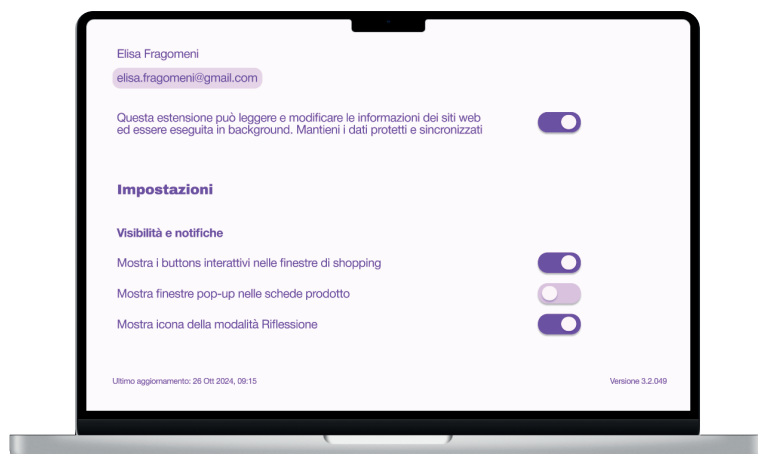 Elisa Fragomeni
elisa.fragomeni@gmail.com
Questa estensione può leggere e modificare le informazioni dei siti web
ed essere eseguita in background. Mantieni i dati protetti e sincronizzati
Impostazioni
Visibilità e notifiche
Mostra i buttons interattivi nelle finestre di shopping
Mostra finestre pop-up nelle schede prodotto
Mostra icona della modalità Riflessione
Ultimo aggiornamento: 26 Ott 2024, 09:15
Versione 3.2.049